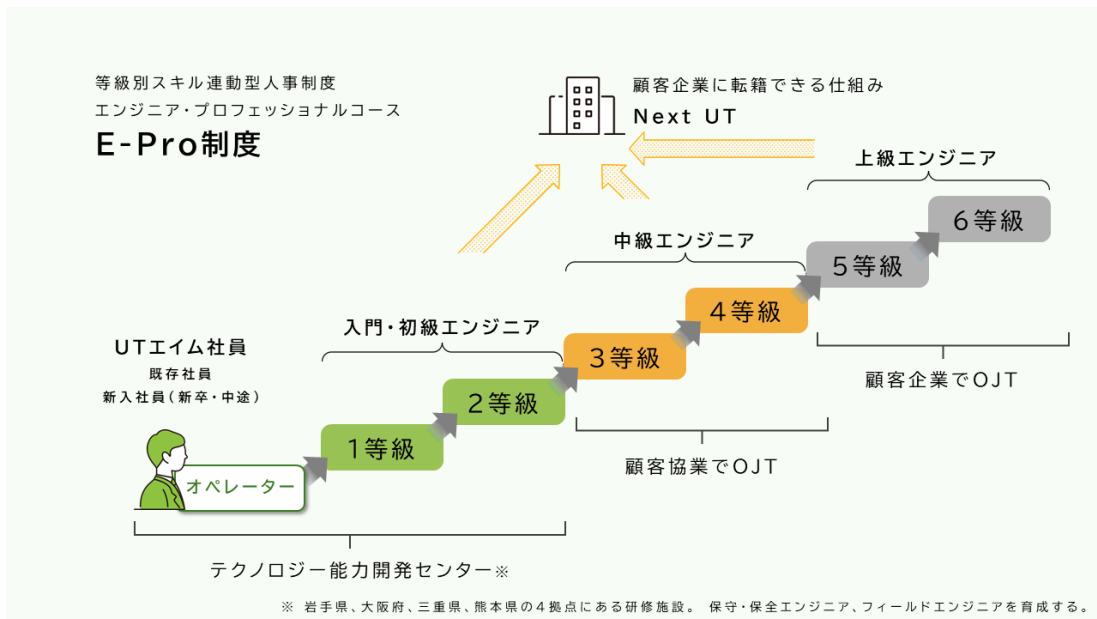 等級別スキル連動型人事制度
エンジニア・プロフェッショナルコース
E-Pro制度
顧客企業に転籍できる仕組み
Next UT
上級エンジニア
6等級
5等級
中級エンジニア
4等級
3等級
入門・初級エンジニア
2等級
1等級
UTエイム社員
既存社員
新入社員（新卒・中途）
オペレーター
顧客企業でOJT
顧客協業でOJT
テクノロジー能力開発センター※
※ 岩手県、大阪府、三重県、熊本県の4拠点にある研修施設。 保守・保全エンジニア、フィールドエンジニアを育成する。